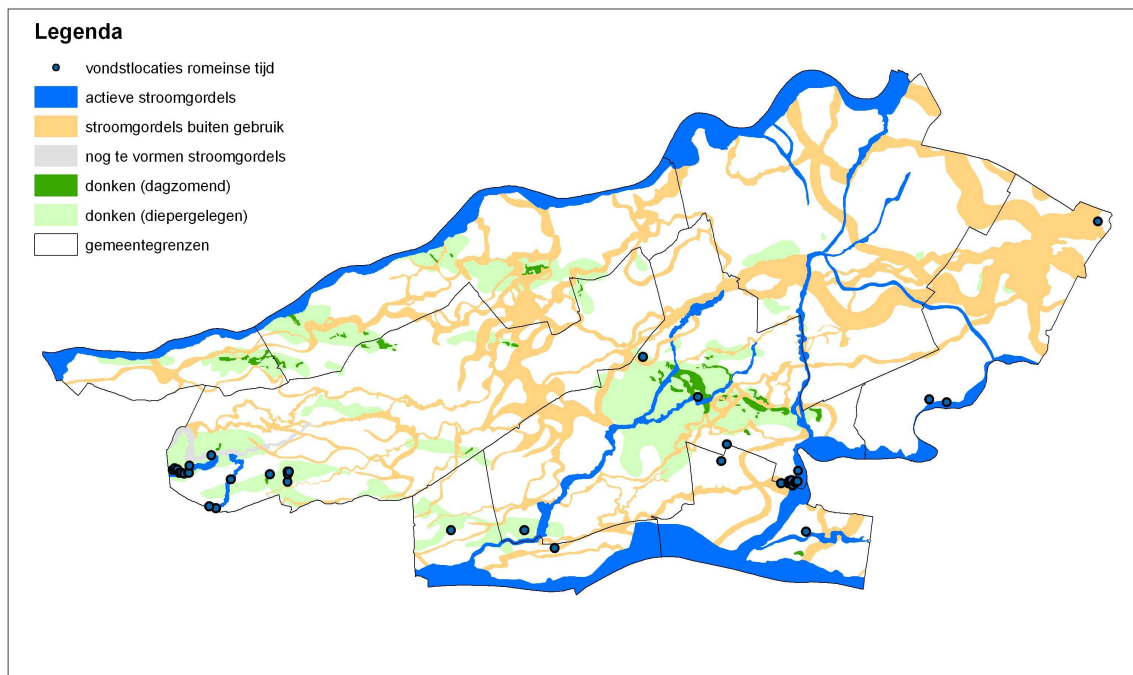 Legenda
vondstlocaties romeinse tijd
actieve stroomgordels
stroomgordels buiten gebruik
nog te vormen stroomgordels
donken (dagzomend)
donken (diepergelegen)
gemeentegrenzen